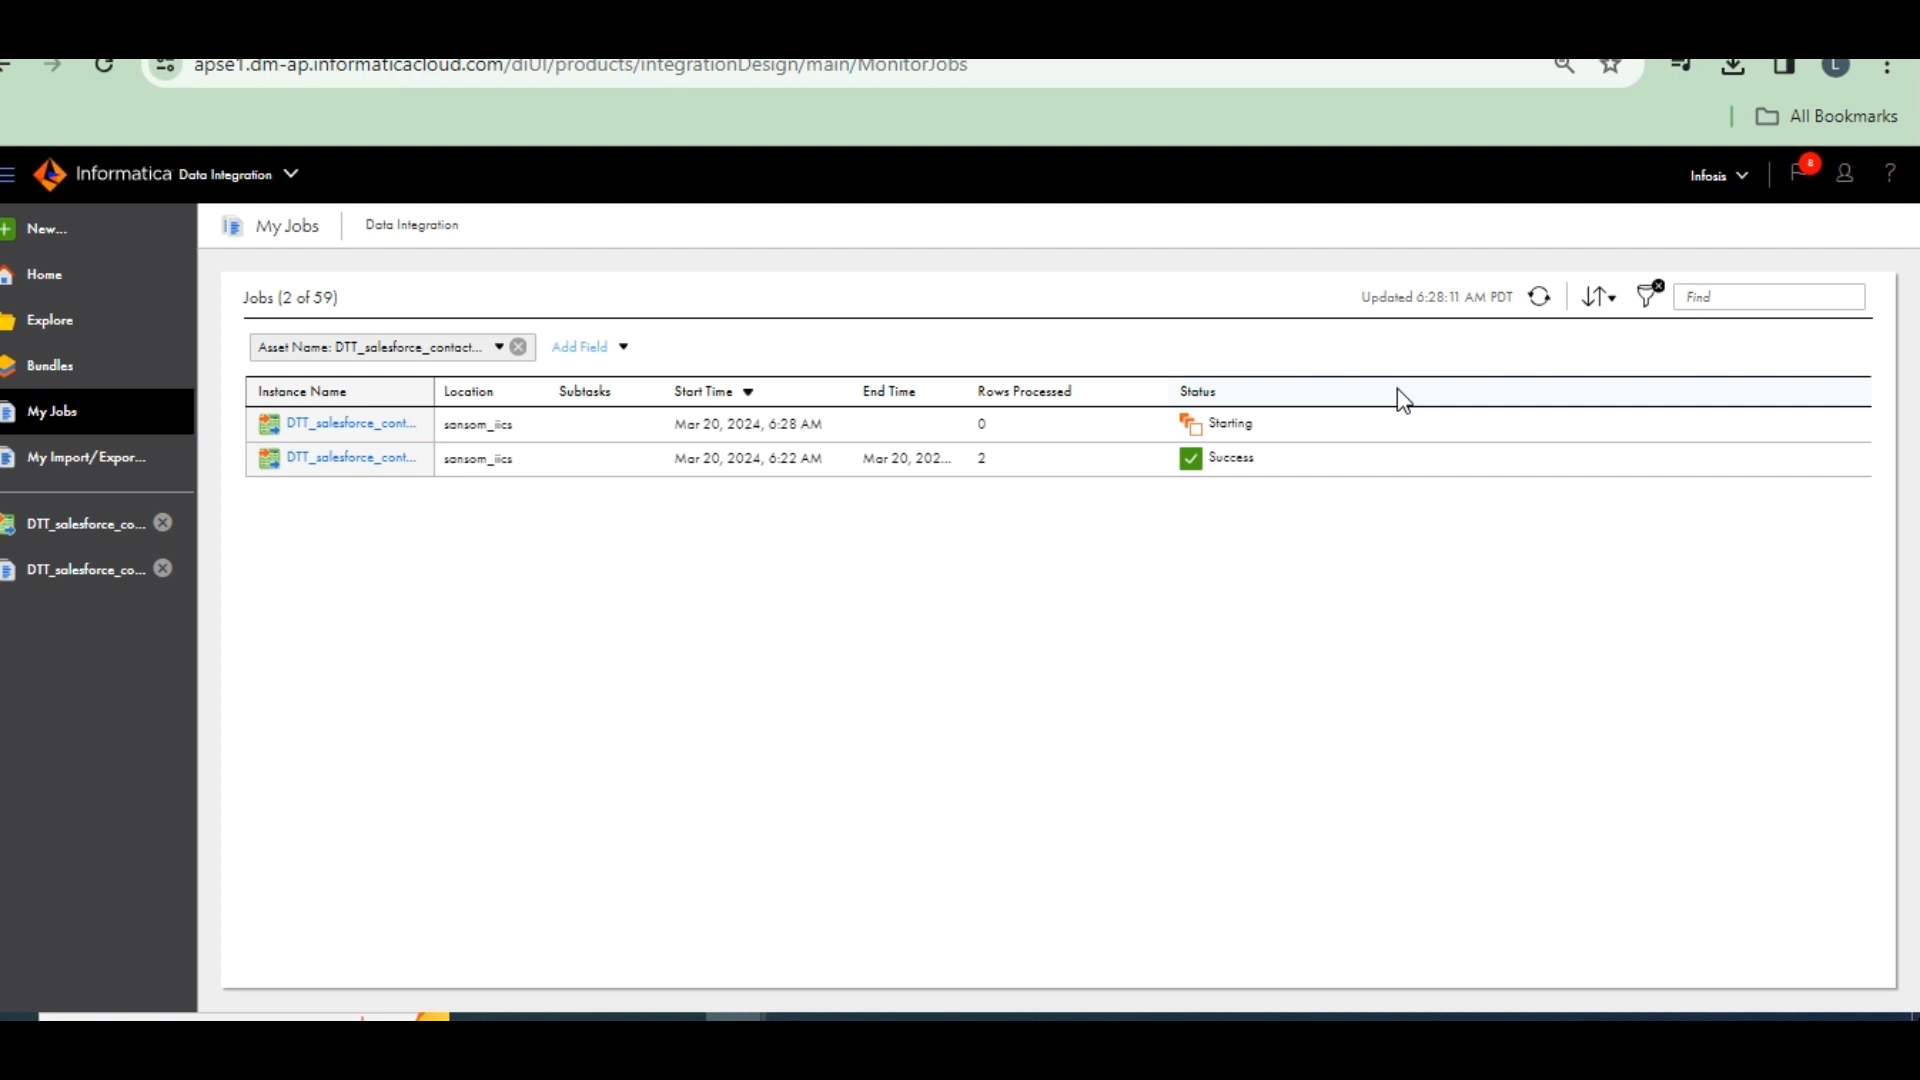 apse1.dm-ap.informaticacloud.com/diUI/products/integrationDesign/main/MonitorJobs
L
All Bookmarks
Informatica Data Integration
Infosis
8
?
New...
Home
Explore
Bundles
My Jobs
My Import/Expor...
DTT_salesforce_co...
DTT_salesforce_co...
My Jobs Data Integration
Jobs (2 of 59)
Updated 6:28:11 AM PDT
Find
Asset Name: DTT_salesforce_contact...
Add Field
Instance Name Location Subtasks Start Time End Time Rows Processed Status
DTT_salesforce_cont... sansom_iics Mar 20, 2024, 6:28 AM 0 Starting
DTT_salesforce_cont... sansom_iics Mar 20, 2024, 6:22 AM Mar 20, 202... 2 Success